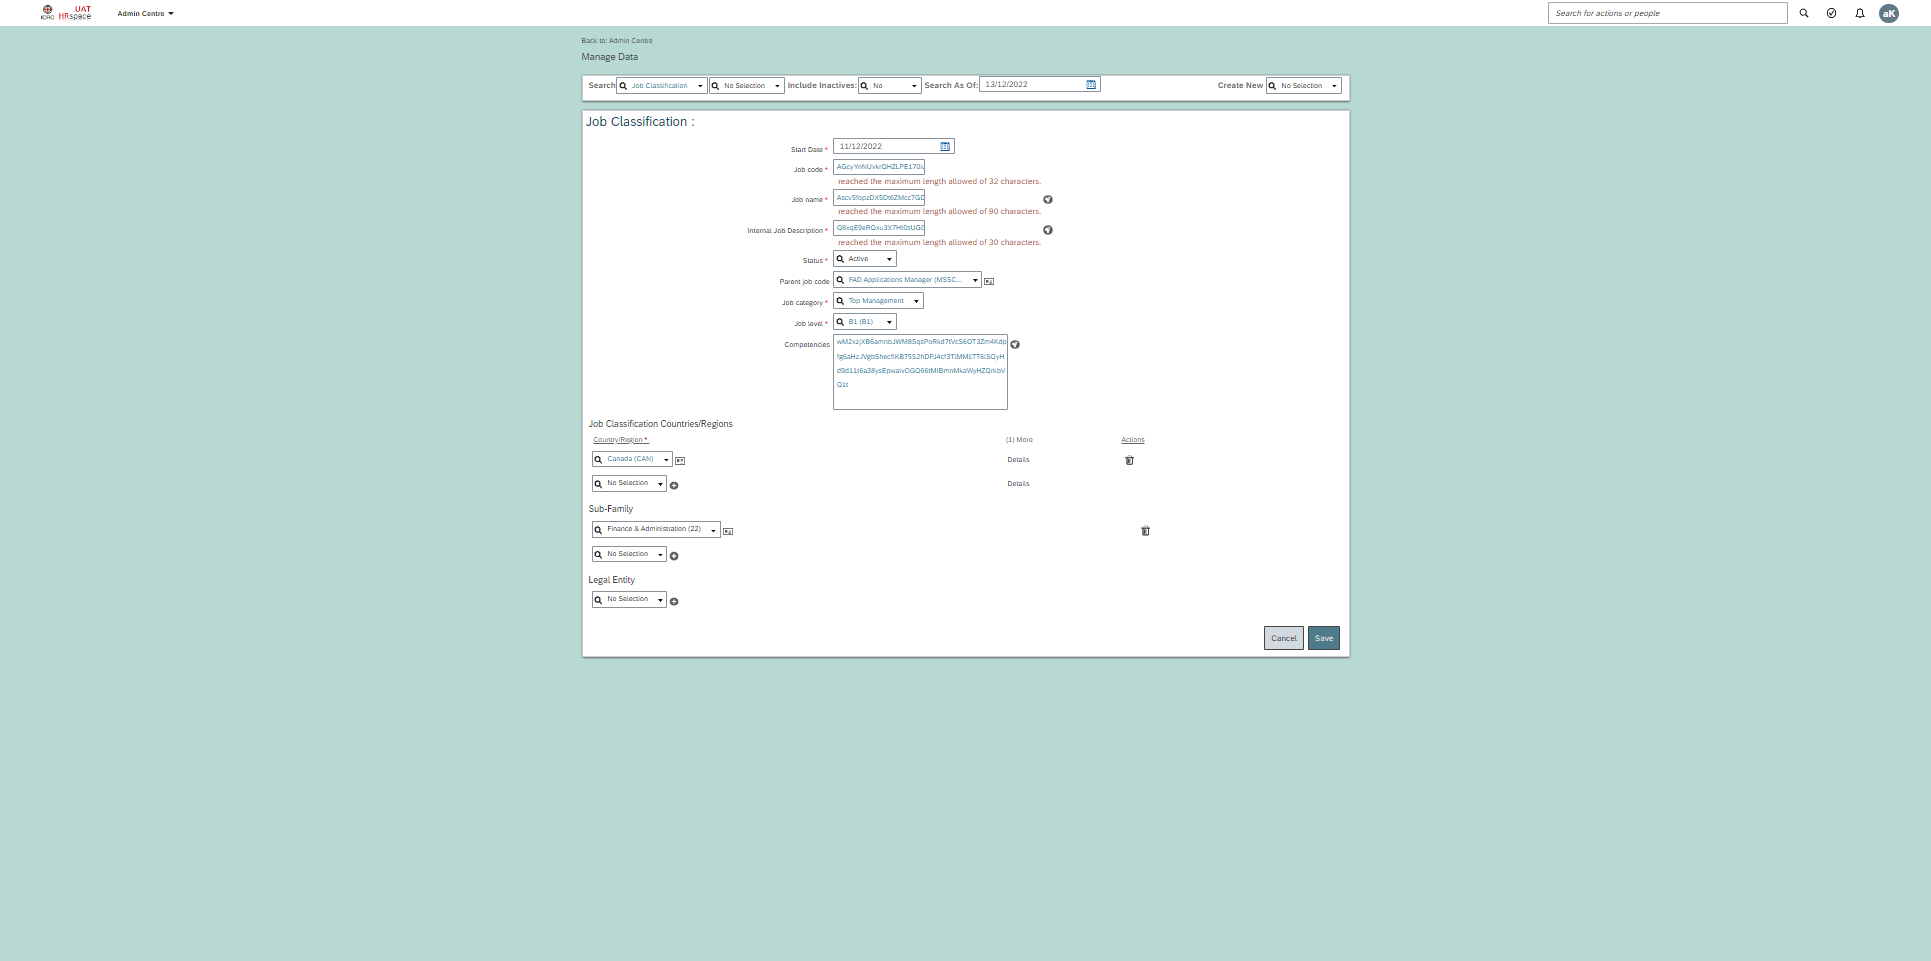 ICRC
UAT
HRspace
Admin Centre
Search for actions or people
aK
Back to: Admin Centre
Manage Data
Search Job Classification No Selection Include Inactives: No Search As Of: 13/12/2022 Create New No Selection
Job Classification :
Start Date * 11/12/2022
Job code *
reached the maximum length allowed of 32 characters.
Job name *
reached the maximum length allowed of 90 characters.
Internal Job Description *
reached the maximum length allowed of 30 characters.
Status * Active
Parent job code FAD Applications Manager (MSSC...
Job category * Top Management
Job level * B1 (B1)
Competencies
Q1t
Job Classification Countries/Regions
Country/Region * (1) More Actions
Canada (CAN) Details
No Selection Details
Sub-Family
Finance & Administration (22)
No Selection
Legal Entity
No Selection
Cancel Save